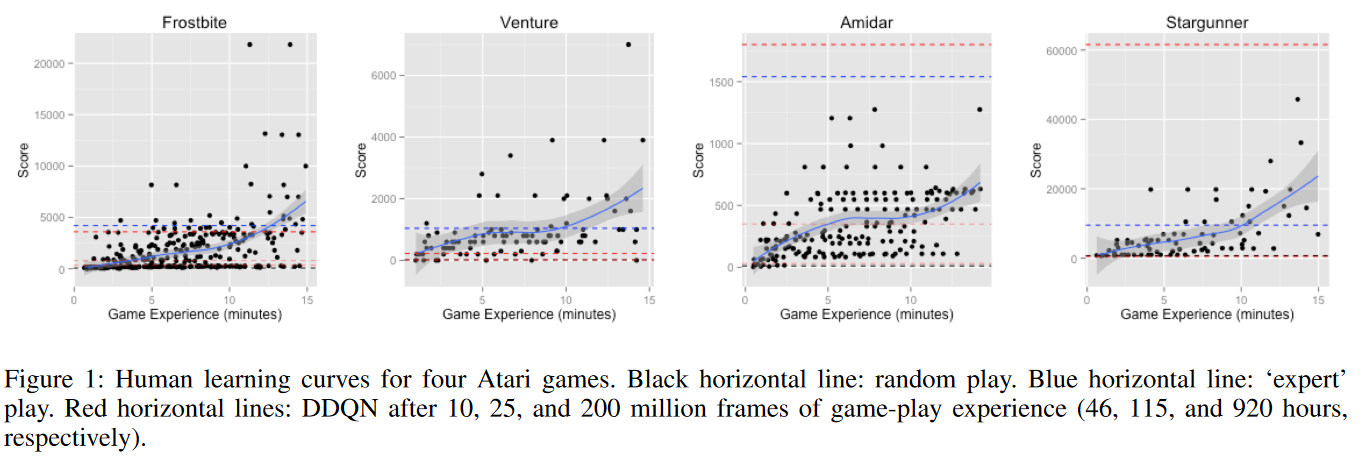 Frostbite
Venture
Amidar
Stargunner
Score
20000
15000
10000
5000
0
0
5
10
15
Game Experience (minutes)
Score
6000
4000
2000
0
5
10
15
Game Experience (minutes)
Score
1500
1000
500
0
0
5
10
Game Experience (minutes)
Score
60000
40000
20000
0
0
5
10
15
Game Experience (minutes)
Figure 1: Human learning curves for four Atari games. Black horizontal line: random play. Blue horizontal line: ‘expert’
play. Red horizontal lines: DDQN after 10, 25, and 200 million frames of game-play experience (46, 115, and 920 hours,
respectively).